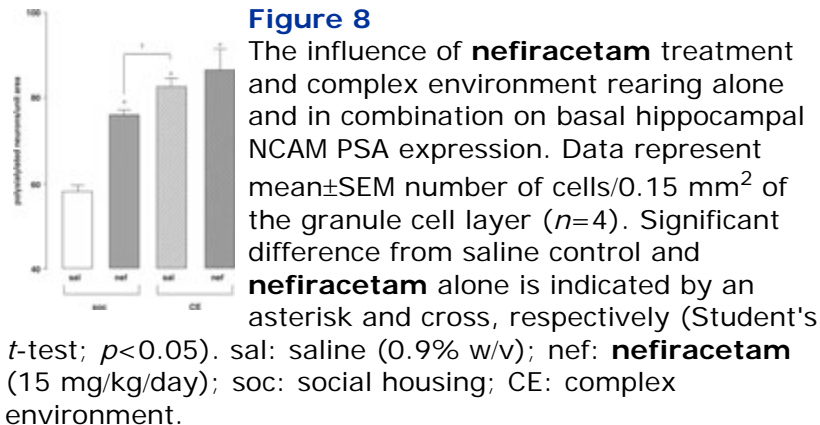 Figure 8
The influence of nefiracetam treatment
and complex environment rearing alone
and in combination on basal hippocampal
NCAM PSA expression. Data represent
mean±SEM number of cells/0.15 mm² of
the granule cell layer (n=4). Significant
difference from saline control and
nefiracetam alone is indicated by an
asterisk and cross, respectively (Student's
t-test; p<0.05). sal: saline (0.9% w/v); nef: nefiracetam
(15 mg/kg/day); soc: social housing; CE: complex
environment.
polysialylated neurons/unit area
100
80
60
40
sal nef sal nef
soc CE